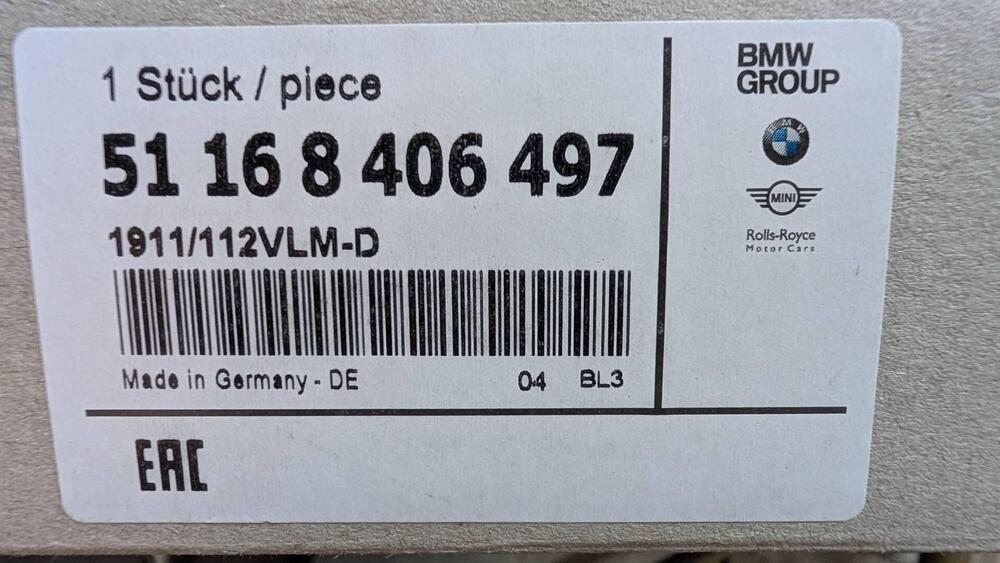 1 Stück / piece
51 16 8 406 497
1911/112VLM-D
Made in Germany - DE 04 BL3
EAC
BMW
GROUP
BMW
MINI
Rolls-Royce
Motor Cars